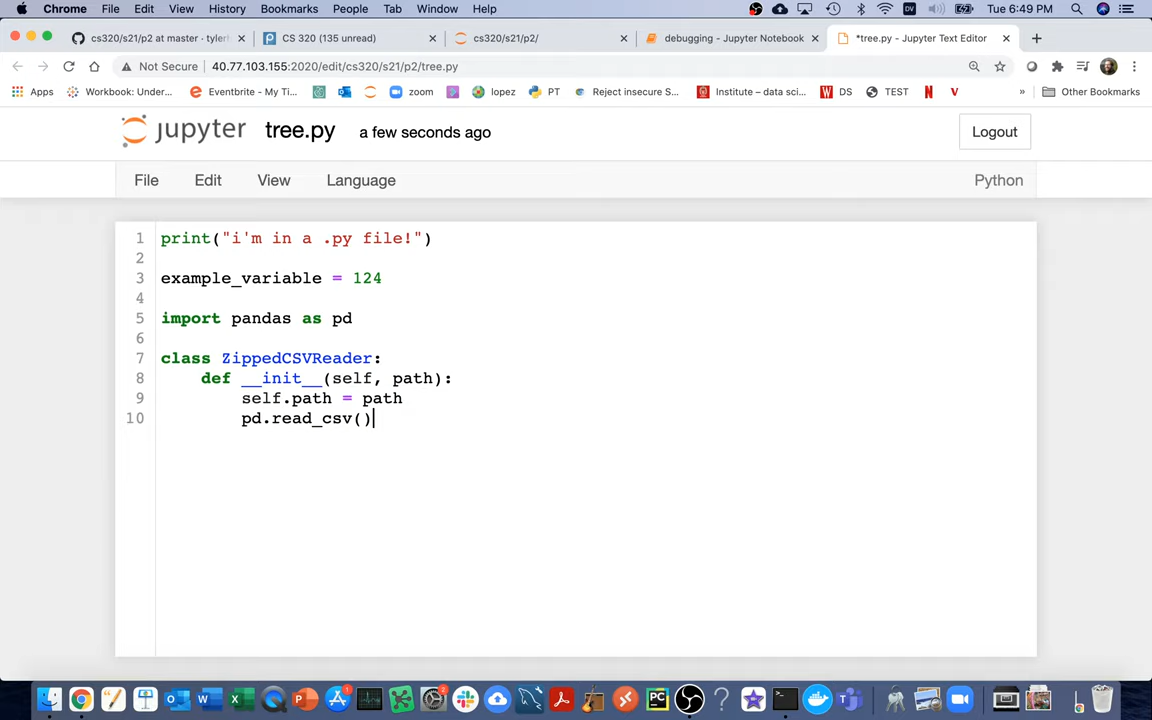 Chrome File Edit View History Bookmarks People Tab Window Help DV Tue 6:49 PM
cs320/s21/p2 at master · tylerh
CS 320 (135 unread)
cs320/s21/p2/
debugging - Jupyter Notebook
*tree.py - Jupyter Text Editor
Not Secure 40.77.103.155:2020/edit/cs320/s21/p2/tree.py
Apps Workbook: Under... Eventbrite - My Ti... zoom lopez PT Reject insecure S... Institute – data sci... W DS TEST N V » Other Bookmarks
jupyter tree.py a few seconds ago Logout
File Edit View Language Python
1 print("i'm in a .py file!")
2
3 example_variable = 124
4
5 import pandas as pd
6
7 class ZippedCSVReader:
8 def __init__(self, path):
9 self.path = path
10 pd.read_csv()